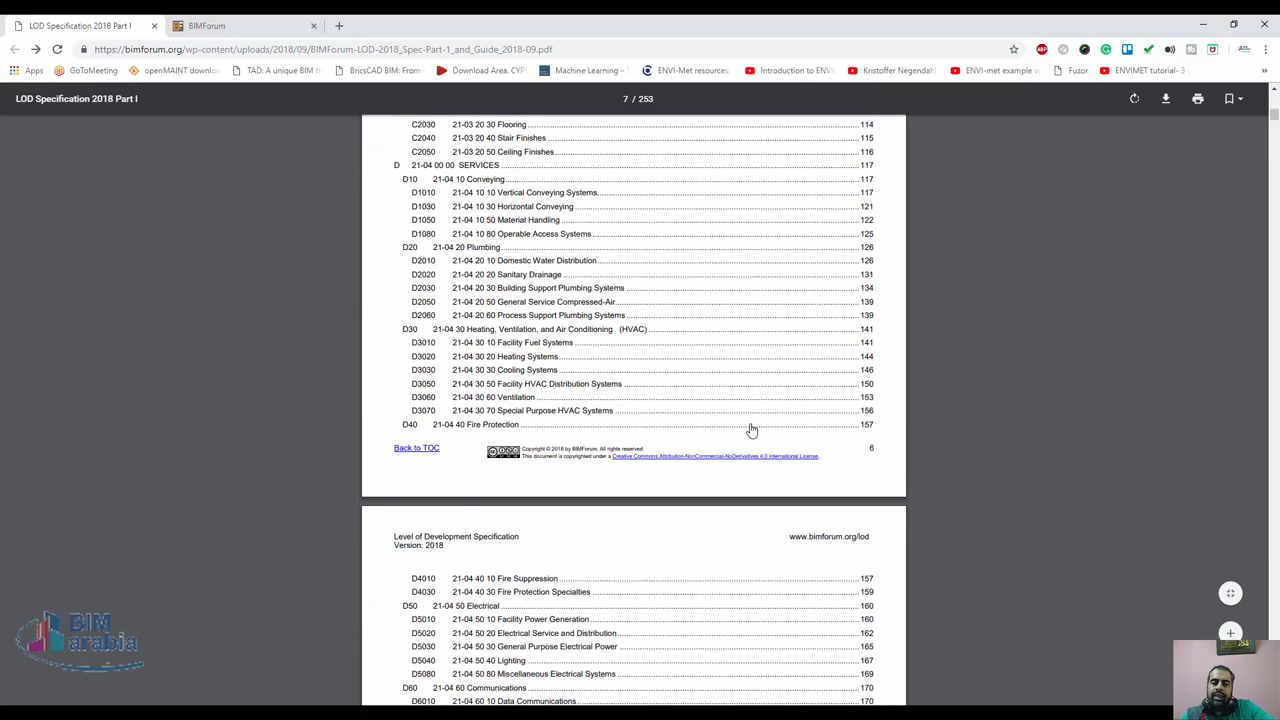 LOD Specification 2018 Part I
BIMForum
https://bimforum.org/wp-content/uploads/2018/09/BIMForum-LOD-2018_Spec-Part-1_and_Guide_2018-09.pdf
Apps GoToMeeting openMAINT downlo TAD: A unique BIM th BricsCAD BIM: From Download Area. CYP Machine Learning – T ENVI-Met resources: Introduction to ENVI Kristoffer Negendahl ENVI-met example v Fuzor ENVIMET tutorial- 3
LOD Specification 2018 Part I 7 / 253
C2030 21-03 20 30 Flooring 114
C2040 21-03 20 40 Stair Finishes 115
C2050 21-03 20 50 Ceiling Finishes 116
D 21-04 00 00 SERVICES 117
D10 21-04 10 Conveying 117
D1010 21-04 10 10 Vertical Conveying Systems 117
D1030 21-04 10 30 Horizontal Conveying 121
D1050 21-04 10 50 Material Handling 122
D1080 21-04 10 80 Operable Access Systems 125
D20 21-04 20 Plumbing 126
D2010 21-04 20 10 Domestic Water Distribution 126
D2020 21-04 20 20 Sanitary Drainage 131
D2030 21-04 20 30 Building Support Plumbing Systems 134
D2050 21-04 20 50 General Service Compressed-Air 139
D2060 21-04 20 60 Process Support Plumbing Systems 139
D30 21-04 30 Heating, Ventilation, and Air Conditioning (HVAC) 141
D3010 21-04 30 10 Facility Fuel Systems 141
D3020 21-04 30 20 Heating Systems 144
D3030 21-04 30 30 Cooling Systems 146
D3050 21-04 30 50 Facility HVAC Distribution Systems 150
D3060 21-04 30 60 Ventilation 153
D3070 21-04 30 70 Special Purpose HVAC Systems 156
D40 21-04 40 Fire Protection 157
Back to TOC Copyright © 2018 by BIMForum. All rights reserved 6
This document is copyrighted under a Creative Commons Attribution-NonCommercial-NoDerivatives 4.0 International License.
Level of Development Specification www.bimforum.org/lod
Version: 2018
D4010 21-04 40 10 Fire Suppression 157
D4030 21-04 40 30 Fire Protection Specialties 159
D50 21-04 50 Electrical 160
D5010 21-04 50 10 Facility Power Generation 160
D5020 21-04 50 20 Electrical Service and Distribution 162
D5030 21-04 50 30 General Purpose Electrical Power 165
D5040 21-04 50 40 Lighting 167
D5080 21-04 50 80 Miscellaneous Electrical Systems 169
D60 21-04 60 Communications 170
D6010 21-04 60 10 Data Communications 170
BIM
arabia